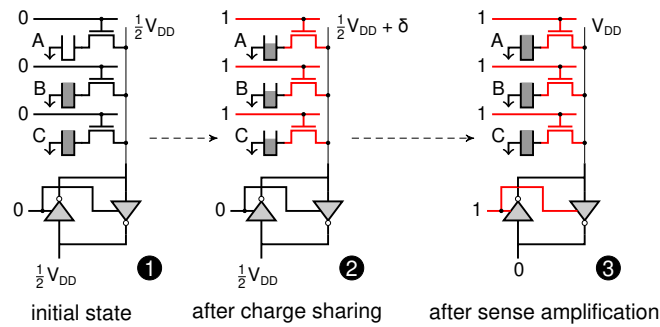 0 ½VDD
A
0
B
0
C
0
½VDD
❶
initial state
1 ½VDD + δ
A
1
B
1
C
0
½VDD
❷
after charge sharing
1 VDD
A
1
B
1
C
1
0
❸
after sense amplification